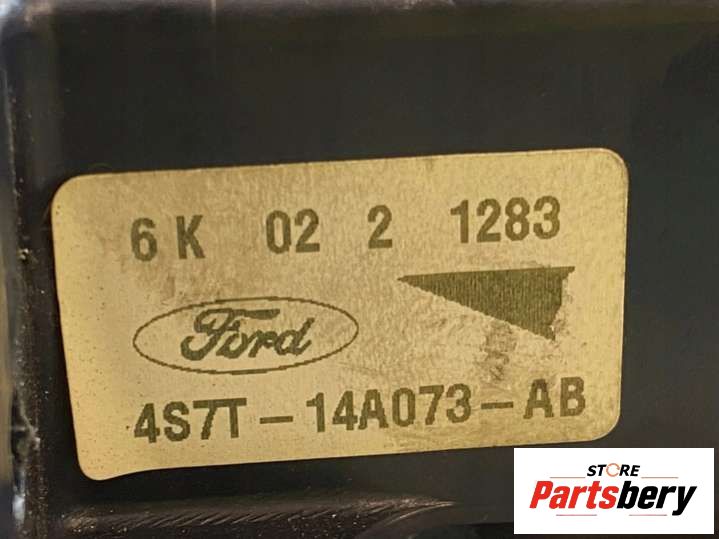 6 K 02 2 1283
Ford
4S7T-14A073-AB
STORE
Partsbery